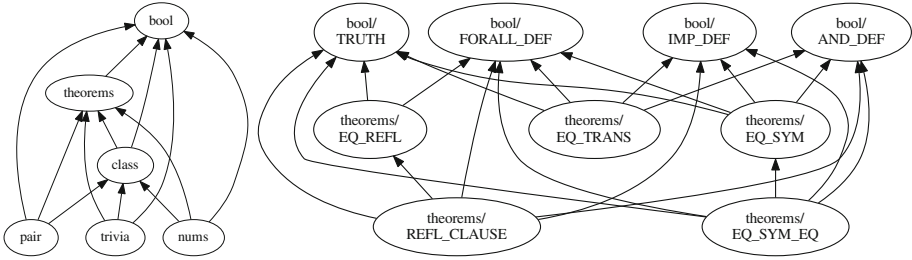 bool
theorems
class
pair
trivia
nums
bool/
TRUTH
bool/
FORALL_DEF
bool/
IMP_DEF
bool/
AND_DEF
theorems/
EQ_REFL
theorems/
EQ_TRANS
theorems/
EQ_SYM
theorems/
REFL_CLAUSE
theorems/
EQ_SYM_EQ